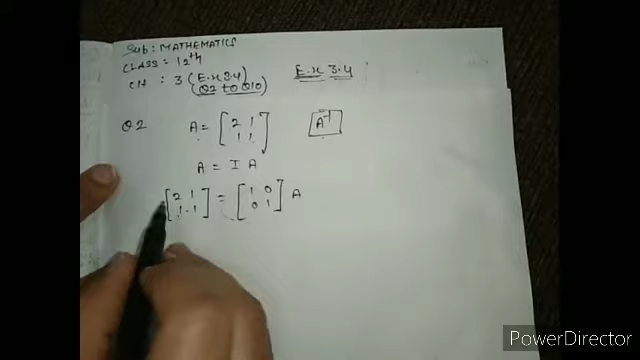 Sub: MATHEMATICS
CLASS = 12th
CH : 3 (E.x 3.4) E.x 3.4
(Q2 to Q10)
Q2 A = [2 1 A⁻¹
1 1]
A = I A
[2 1 = [1 0 A
1 1] 0 1]
PowerDirector